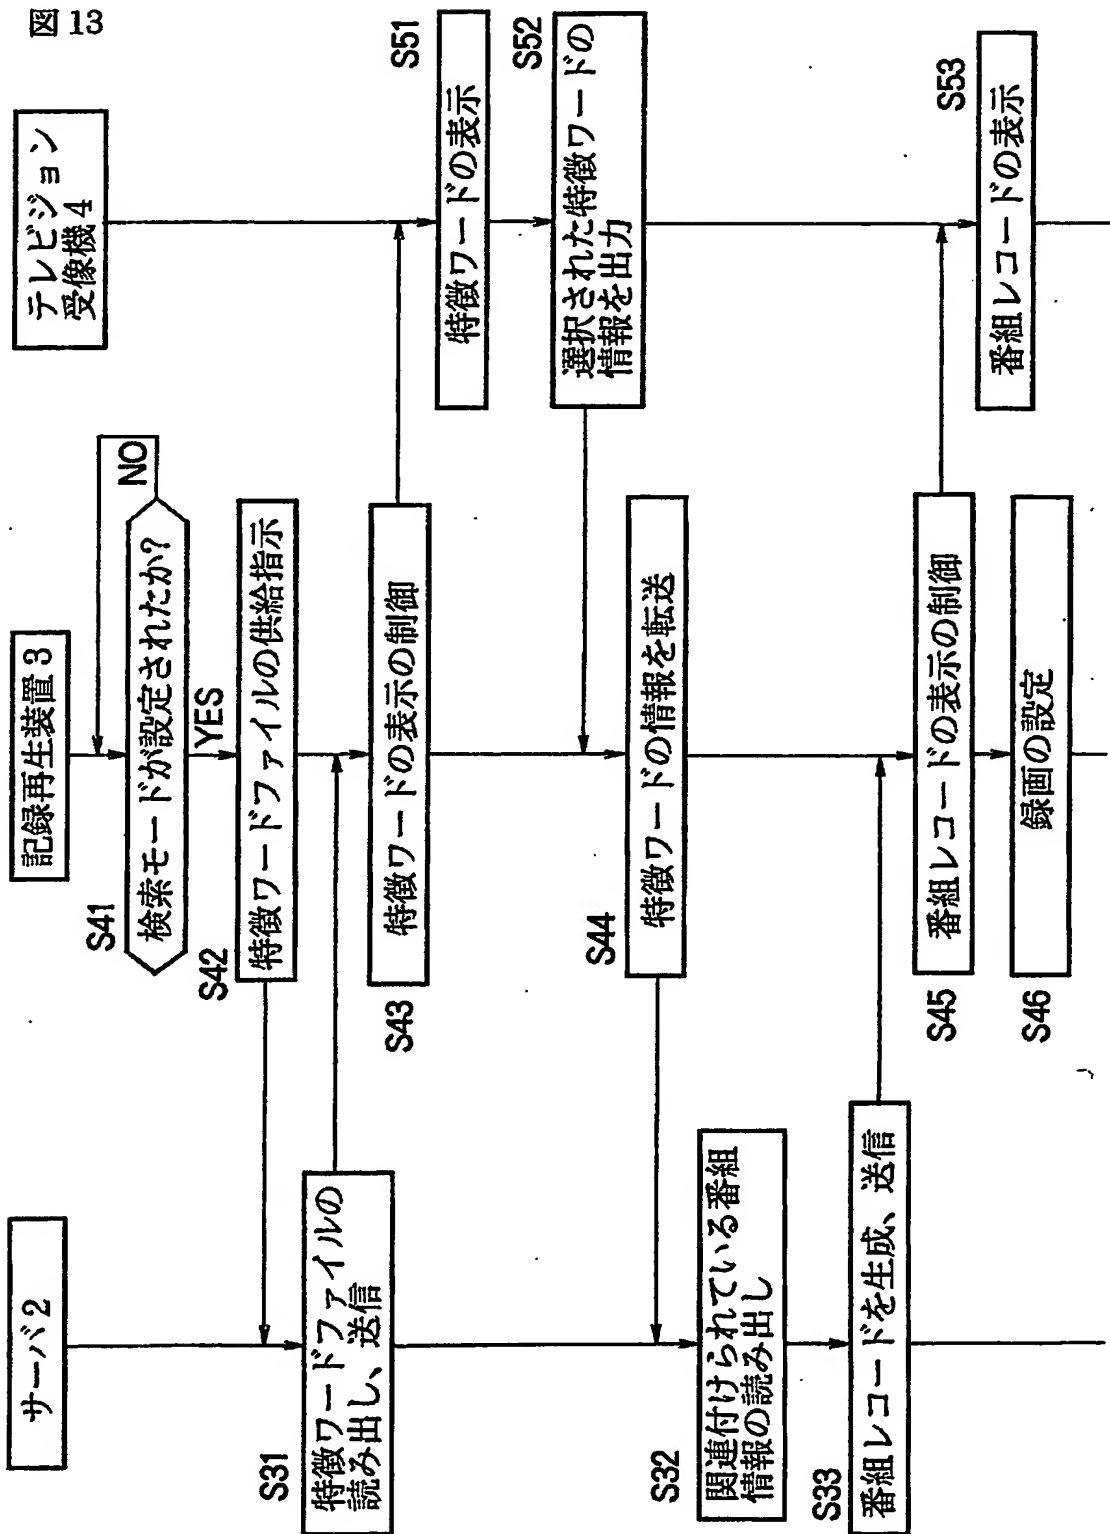 図13
サーバ2
S31
特徴ワードファイルの
読み出し、送信
S32
関連付けられている番組
情報の読み出し
S33
番組レコードを生成、送信
記録再生装置3
S41
検索モードが設定されたか?
NO
YES
S42
特徴ワードファイルの供給指示
S43
特徴ワードの表示の制御
S44
特徴ワードの情報を転送
S45
番組レコードの表示の制御
S46
録画の設定
テレビジョン
受像機4
S51
特徴ワードの表示
S52
選択された特徴ワードの
情報を出力
S53
番組レコードの表示